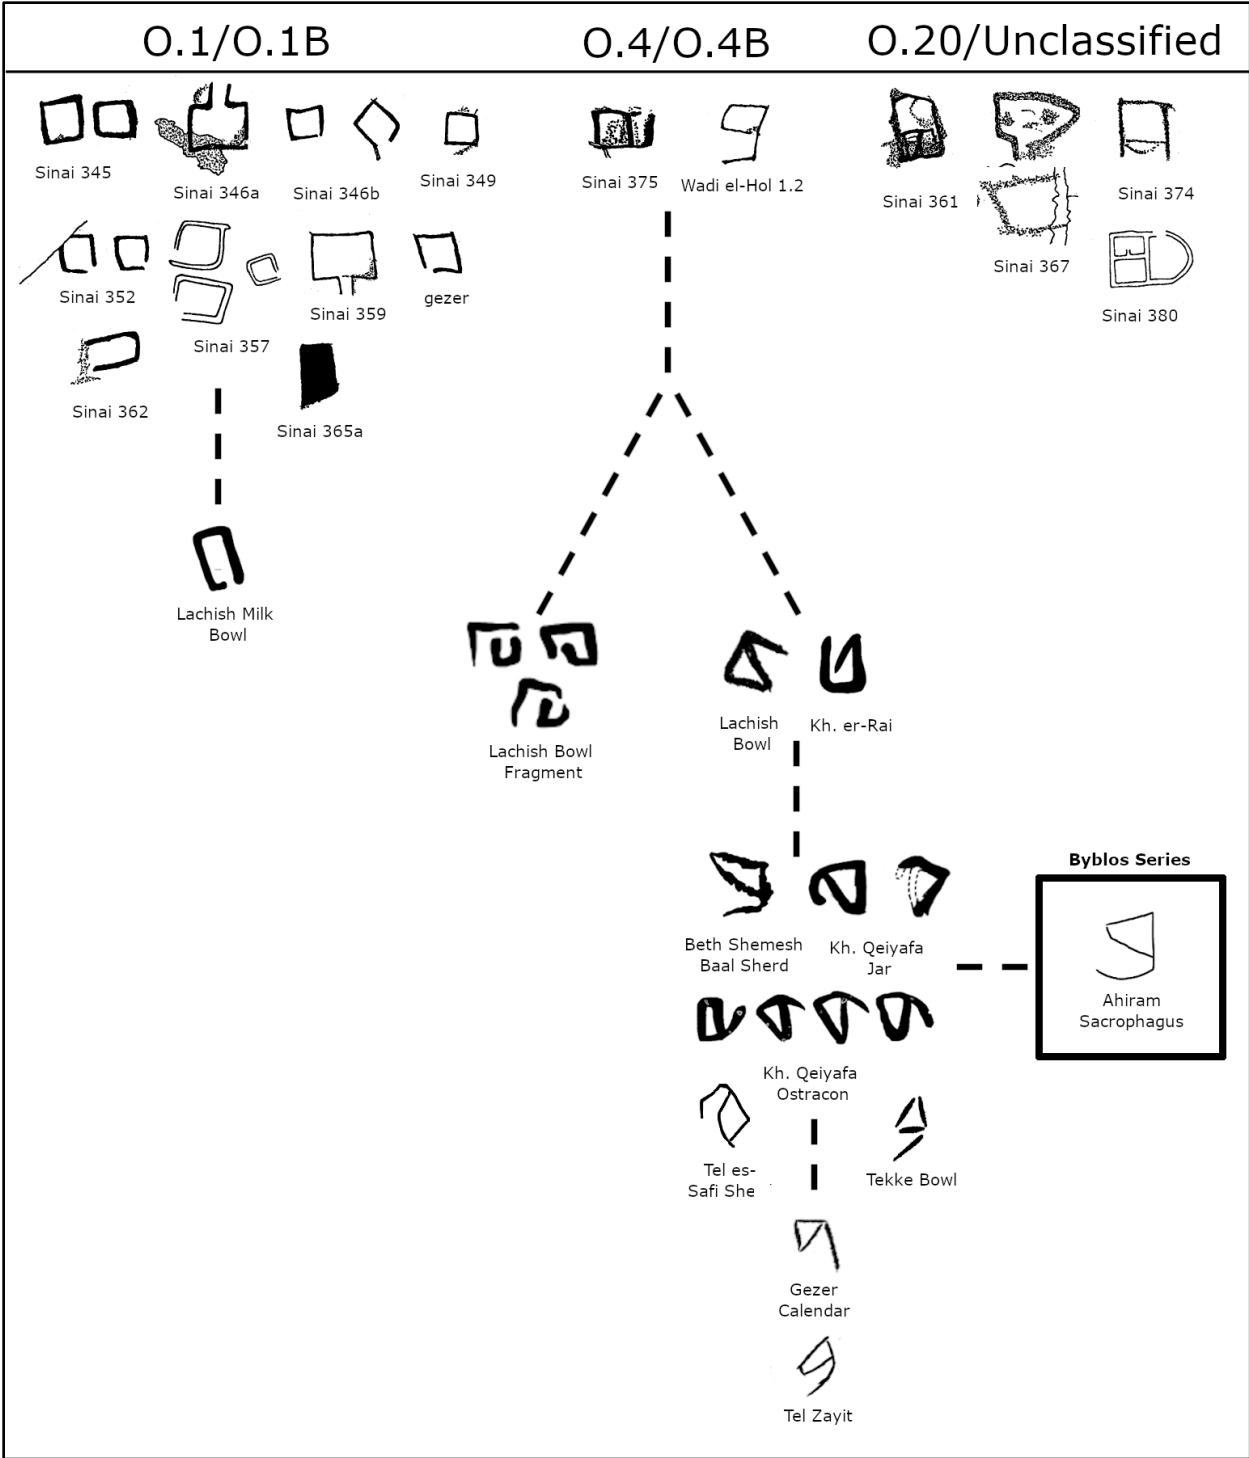 O.1/O.1B
O.4/O.4B
O.20/Unclassified
Sinai 345
Sinai 346a
Sinai 346b
Sinai 349
Sinai 375
Wadi el-Hol 1.2
Sinai 361
Sinai 367
Sinai 374
Sinai 352
Sinai 357
Sinai 359
gezer
Sinai 380
Sinai 362
Sinai 365a
Lachish Milk
Bowl
Lachish Bowl
Fragment
Lachish
Bowl
Kh. er-Rai
Beth Shemesh
Baal Sherd
Kh. Qeiyafa
Jar
Byblos Series
Ahiram
Sacrophagus
Kh. Qeiyafa
Ostracon
Tel es-
Safi She
Tekke Bowl
Gezer
Calendar
Tel Zayit